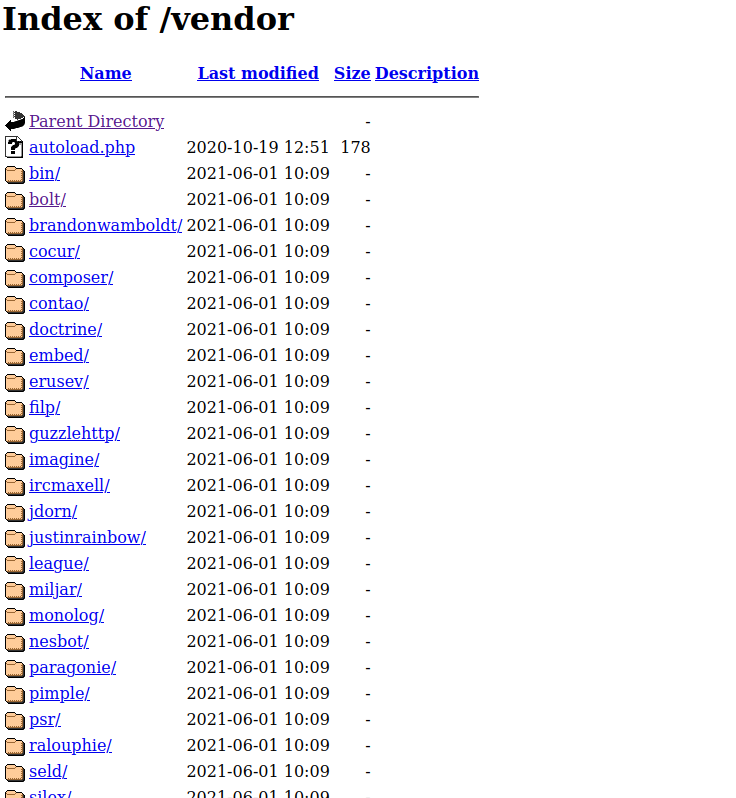 Index of /vendor
Name Last modified Size Description
Parent Directory -
autoload.php 2020-10-19 12:51 178
bin/ 2021-06-01 10:09 -
bolt/ 2021-06-01 10:09 -
brandonwamboldt/ 2021-06-01 10:09 -
cocur/ 2021-06-01 10:09 -
composer/ 2021-06-01 10:09 -
contao/ 2021-06-01 10:09 -
doctrine/ 2021-06-01 10:09 -
embed/ 2021-06-01 10:09 -
erusev/ 2021-06-01 10:09 -
filp/ 2021-06-01 10:09 -
guzzlehttp/ 2021-06-01 10:09 -
imagine/ 2021-06-01 10:09 -
ircmaxell/ 2021-06-01 10:09 -
jdorn/ 2021-06-01 10:09 -
justinrainbow/ 2021-06-01 10:09 -
league/ 2021-06-01 10:09 -
miljar/ 2021-06-01 10:09 -
monolog/ 2021-06-01 10:09 -
nesbot/ 2021-06-01 10:09 -
paragonie/ 2021-06-01 10:09 -
pimple/ 2021-06-01 10:09 -
psr/ 2021-06-01 10:09 -
ralouphie/ 2021-06-01 10:09 -
seld/ 2021-06-01 10:09 -
silex/ 2021-06-01 10:09 -